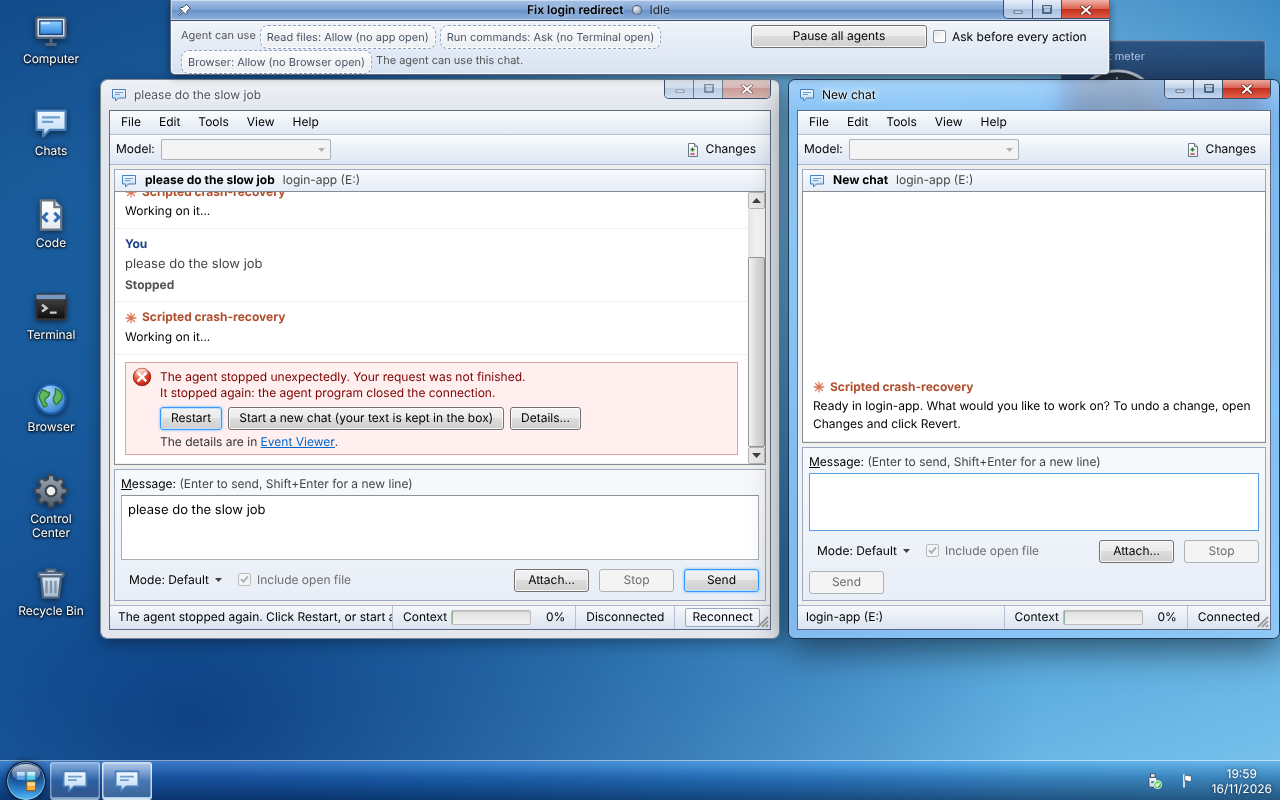 Computer
Chats
Code
Terminal
Browser
Control
Center
Recycle Bin
Fix login redirect Idle
Agent can use Read files: Allow (no app open) Run commands: Ask (no Terminal open)
Browser: Allow (no Browser open) The agent can use this chat.
Pause all agents Ask before every action
meter
please do the slow job
File Edit Tools View Help
Model: Changes
please do the slow job login-app (E:)
Scripted crash-recovery
Working on it...
You
please do the slow job
Stopped
Scripted crash-recovery
Working on it...
The agent stopped unexpectedly. Your request was not finished.
It stopped again: the agent program closed the connection.
Restart Start a new chat (your text is kept in the box) Details...
The details are in Event Viewer.
Message: (Enter to send, Shift+Enter for a new line)
please do the slow job
Mode: Default Include open file Attach... Stop Send
The agent stopped again. Click Restart, or start Context 0% Disconnected Reconnect
New chat
File Edit Tools View Help
Model: Changes
New chat login-app (E:)
Scripted crash-recovery
Ready in login-app. What would you like to work on? To undo a change, open
Changes and click Revert.
Message: (Enter to send, Shift+Enter for a new line)
Mode: Default Include open file Attach... Stop
Send
login-app (E:) Context 0% Connected
19:59
16/11/2026